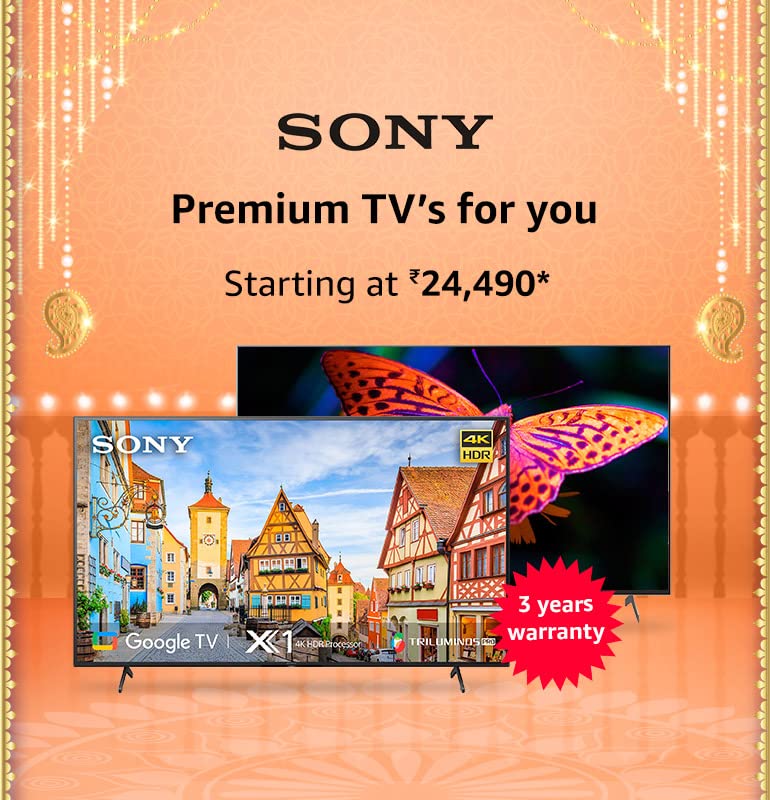 SONY
Premium TV's for you
Starting at ₹24,490*
SONY
4K
HDR
Google TV
X1 4K HDR Processor
TRILUMINOS PRO
3 years
warranty